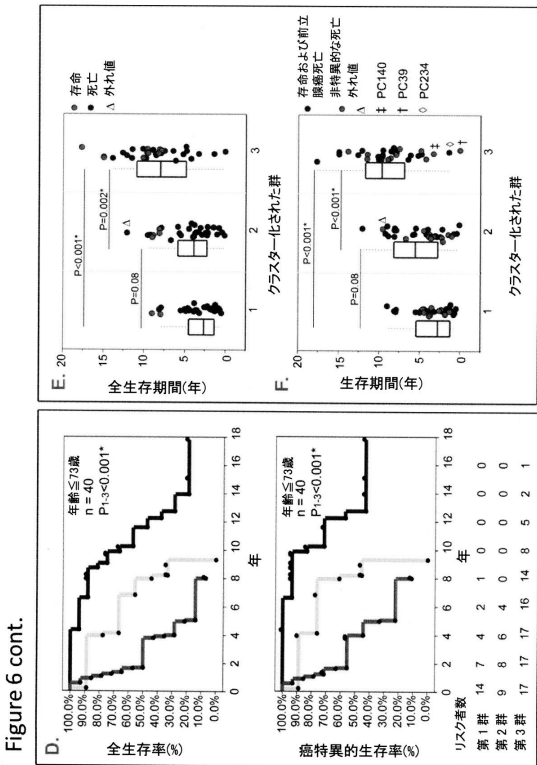 Figure 6 cont.
D.
全生存率(%)
100.0%
90.0%
80.0%
70.0%
60.0%
50.0%
40.0%
30.0%
20.0%
10.0%
0.0%
年齢≦73歳
n = 40
P1-3<0.001*
0 2 4 6 8 10 12 14 16 18
年
癌特異的生存率(%)
100.0%
90.0%
80.0%
70.0%
60.0%
50.0%
40.0%
30.0%
20.0%
10.0%
0.0%
年齢≦73歳
n = 40
P1-3<0.001*
0 2 4 6 8 10 12 14 16 18
年
リスク者数
第1群 14 7 4 2 1 0 0 0 0
第2群 9 8 6 4 0 0 0 0 0
第3群 17 17 17 16 14 8 5 2 1
E.
全生存期間(年)
20
15
10
5
0
P<0.001*
P=0.002*
P=0.08
1 2 3
クラスター化された群
存命
死亡
Δ 外れ値
F.
生存期間(年)
20
15
10
5
0
P<0.001*
P<0.001*
P=0.08
1 2 3
クラスター化された群
存命および前立
腺癌死亡
非特異的な死亡
外れ値
Δ
‡ PC140
† PC39
◇ PC234